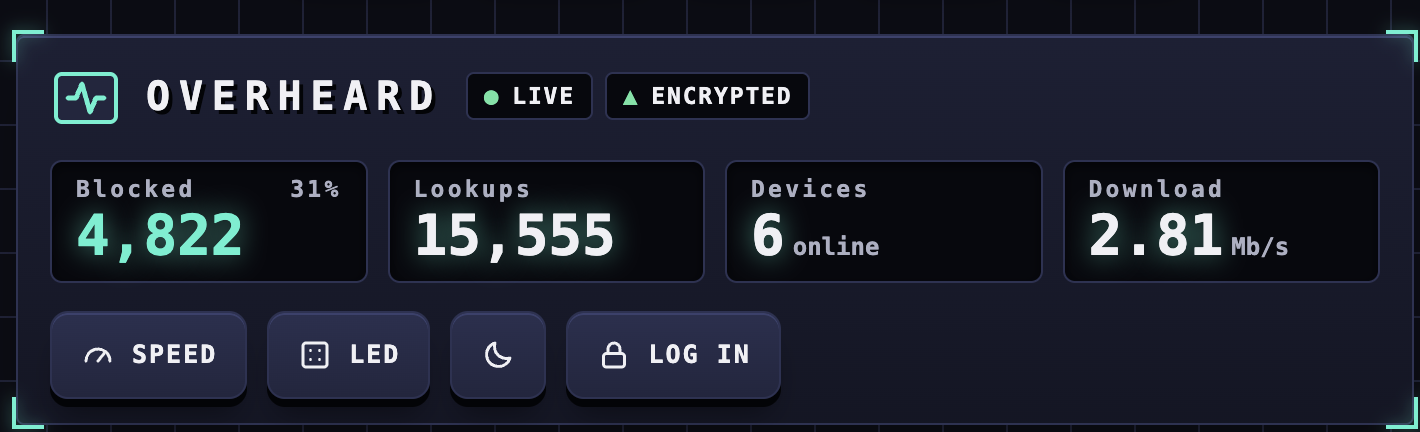 OVERHEARD ● LIVE ▲ ENCRYPTED
Blocked 31%
4,822
Lookups
15,555
Devices
6 online
Download
2.81 Mb/s
SPEED LED LOG IN